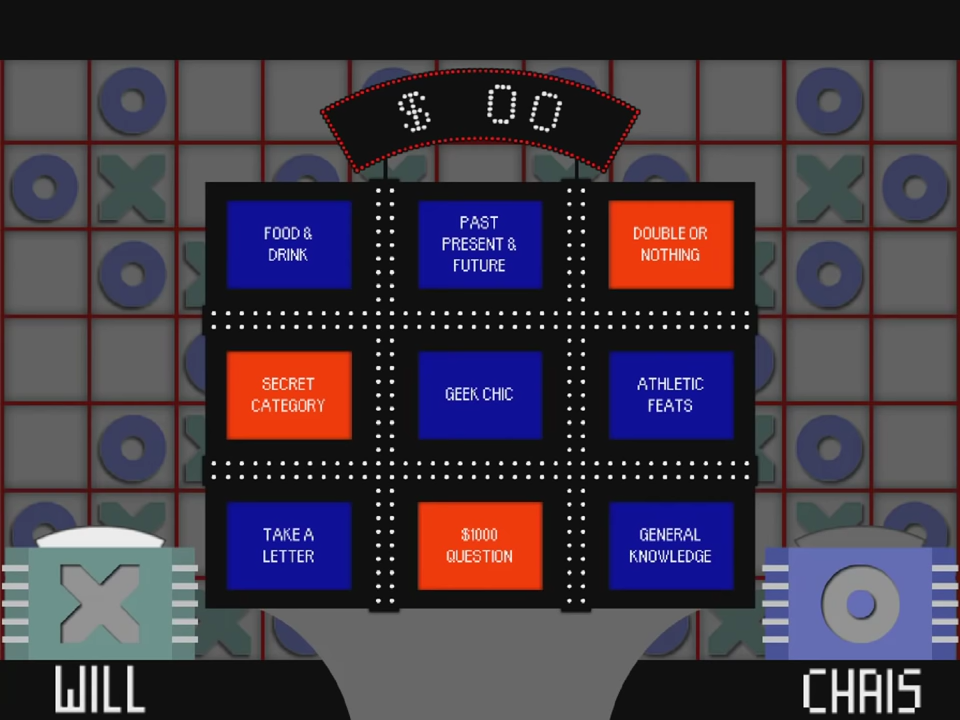 $ 00
FOOD &
DRINK
PAST
PRESENT &
FUTURE
DOUBLE OR
NOTHING
SECRET
CATEGORY
GEEK CHIC
ATHLETIC
FEATS
TAKE A
LETTER
$1000
QUESTION
GENERAL
KNOWLEDGE
WILL
CHRIS